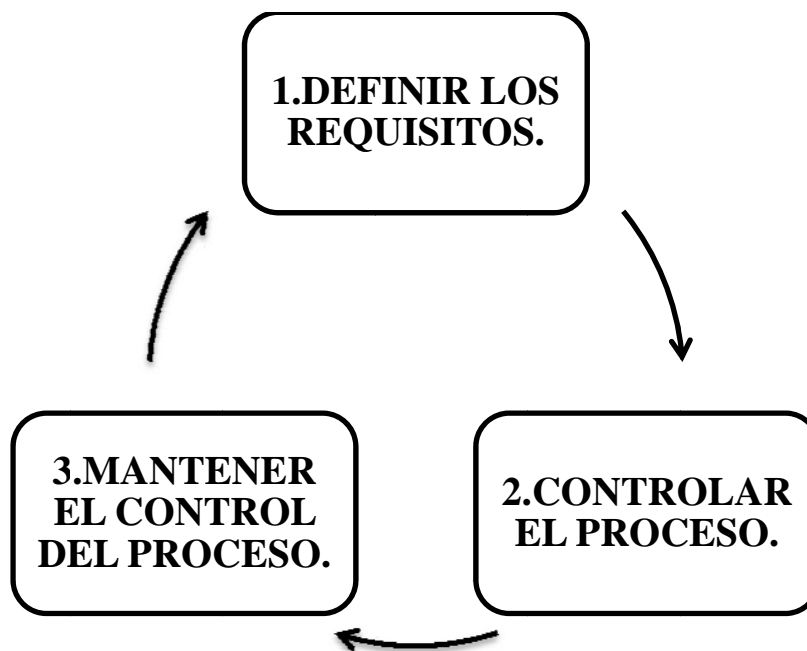 1.DEFINIR LOS
REQUISITOS.
2.CONTROLAR
EL PROCESO.
3.MANTENER
EL CONTROL
DEL PROCESO.